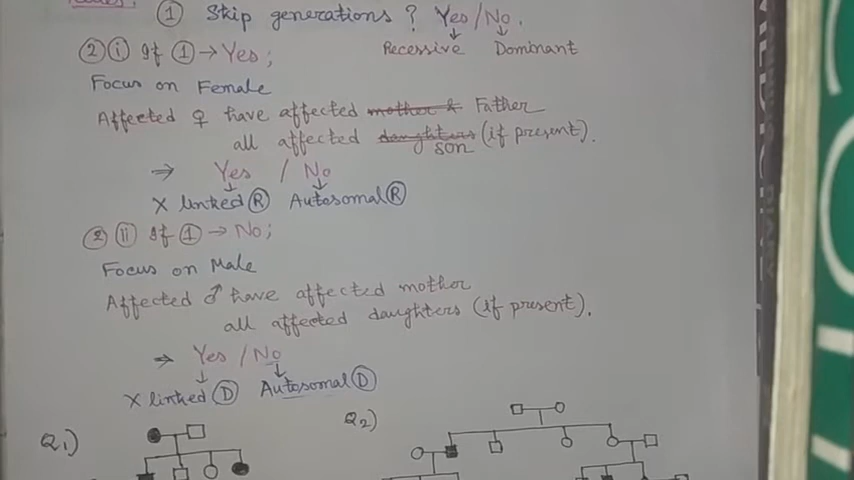 ① Skip generations? Yes/No.
Recessive Dominant
② ⓘ If ① → Yes;
Focus on Female
Affected ♀ have affected mother & Father
all affected daughters son (if present).
⇒ Yes / No
X linked Ⓡ Autosomal Ⓡ
② ⓘⓘ If ① → No;
Focus on Male
Affected ♂ have affected mother
all affected daughters (if present).
⇒ Yes / No
X linked Ⓓ Autosomal Ⓓ
Q1) Q2)